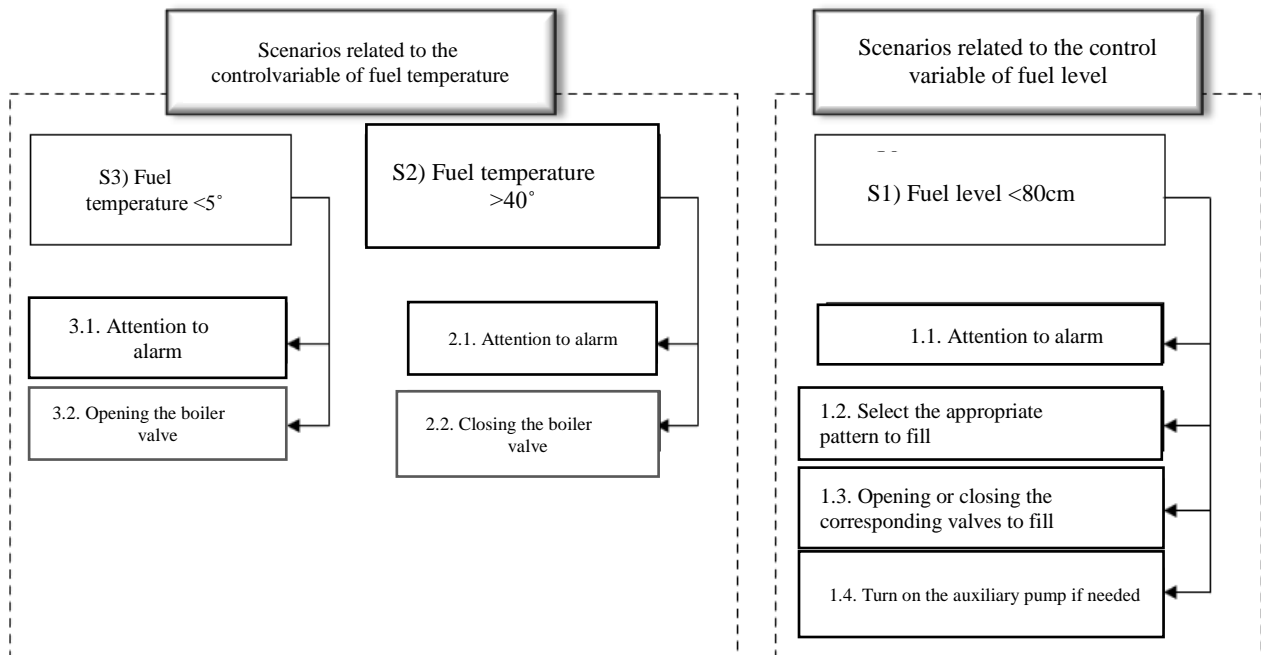 Scenarios related to the
controlvariable of fuel temperature
S3) Fuel
temperature <5˚
S2) Fuel temperature
>40˚
3.1. Attention to
alarm
2.1. Attention to alarm
3.2. Opening the boiler
valve
2.2. Closing the boiler
valve
Scenarios related to the control
variable of fuel level
S1) Fuel level <80cm
1.1. Attention to alarm
1.2. Select the appropriate
pattern to fill
1.3. Opening or closing the
corresponding valves to fill
1.4. Turn on the auxiliary pump if needed